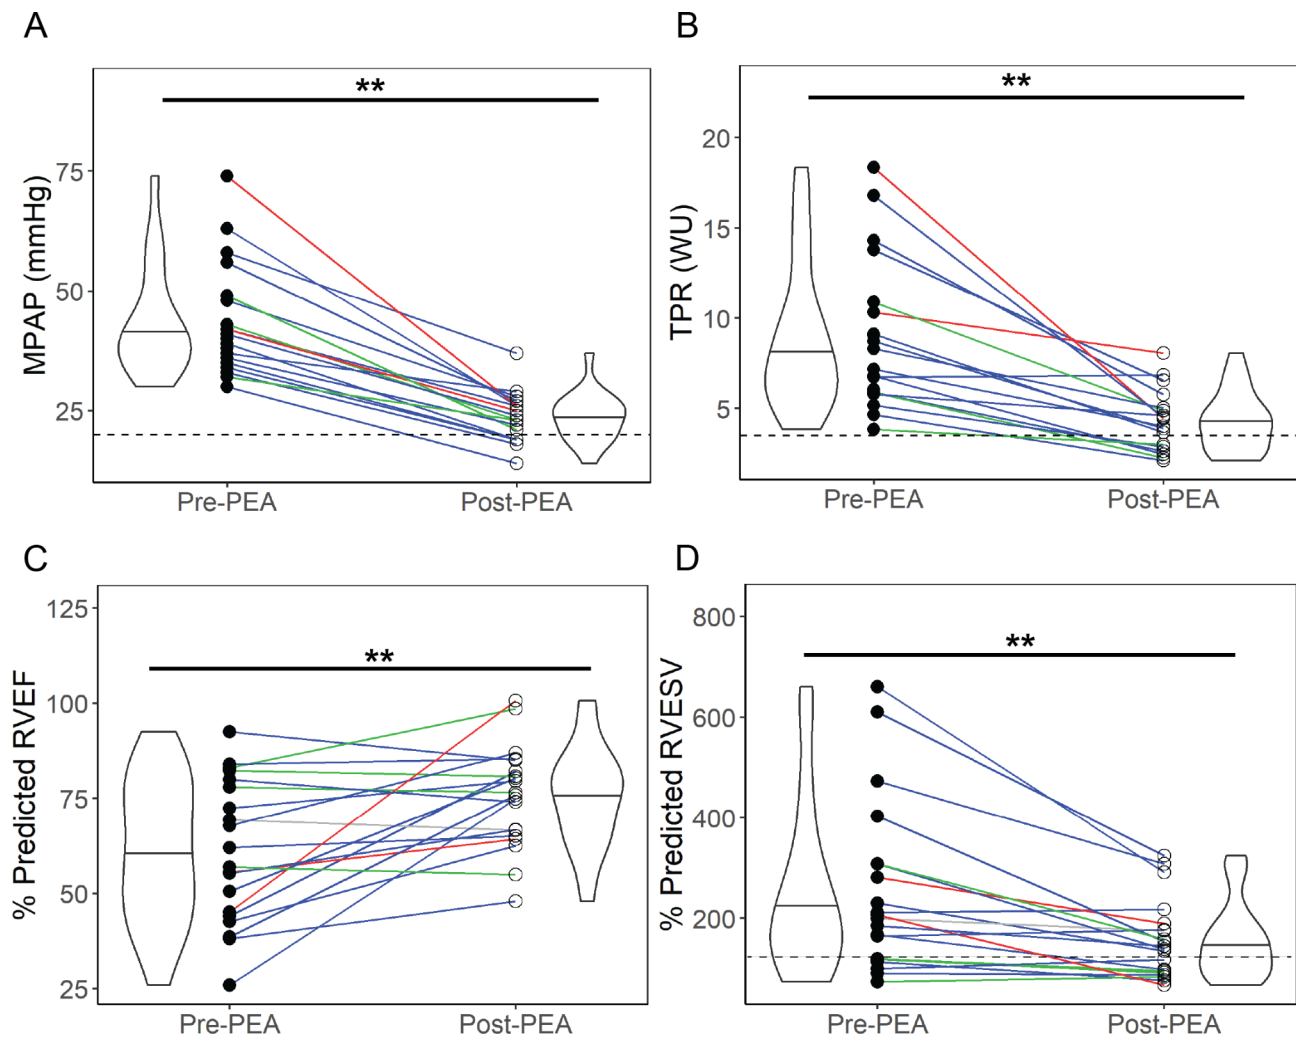 A
**
MPAP (mmHg)
75
50
25
Pre-PEA Post-PEA
B
**
TPR (WU)
20
15
10
5
Pre-PEA Post-PEA
C
**
% Predicted RVEF
125
100
75
50
25
Pre-PEA Post-PEA
D
**
% Predicted RVESV
800
600
400
200
Pre-PEA Post-PEA